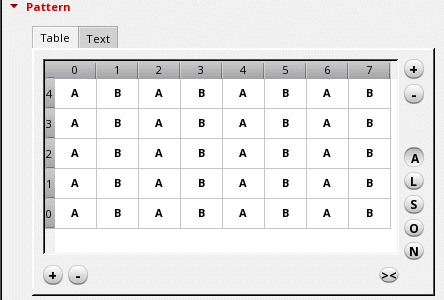 Pattern
Table Text
0 1 2 3 4 5 6 7
4 A B A B A B A B
3 A B A B A B A B
2 A B A B A B A B
1 A B A B A B A B
0 A B A B A B A B
+
-
A
L
S
O
N
+ - ><